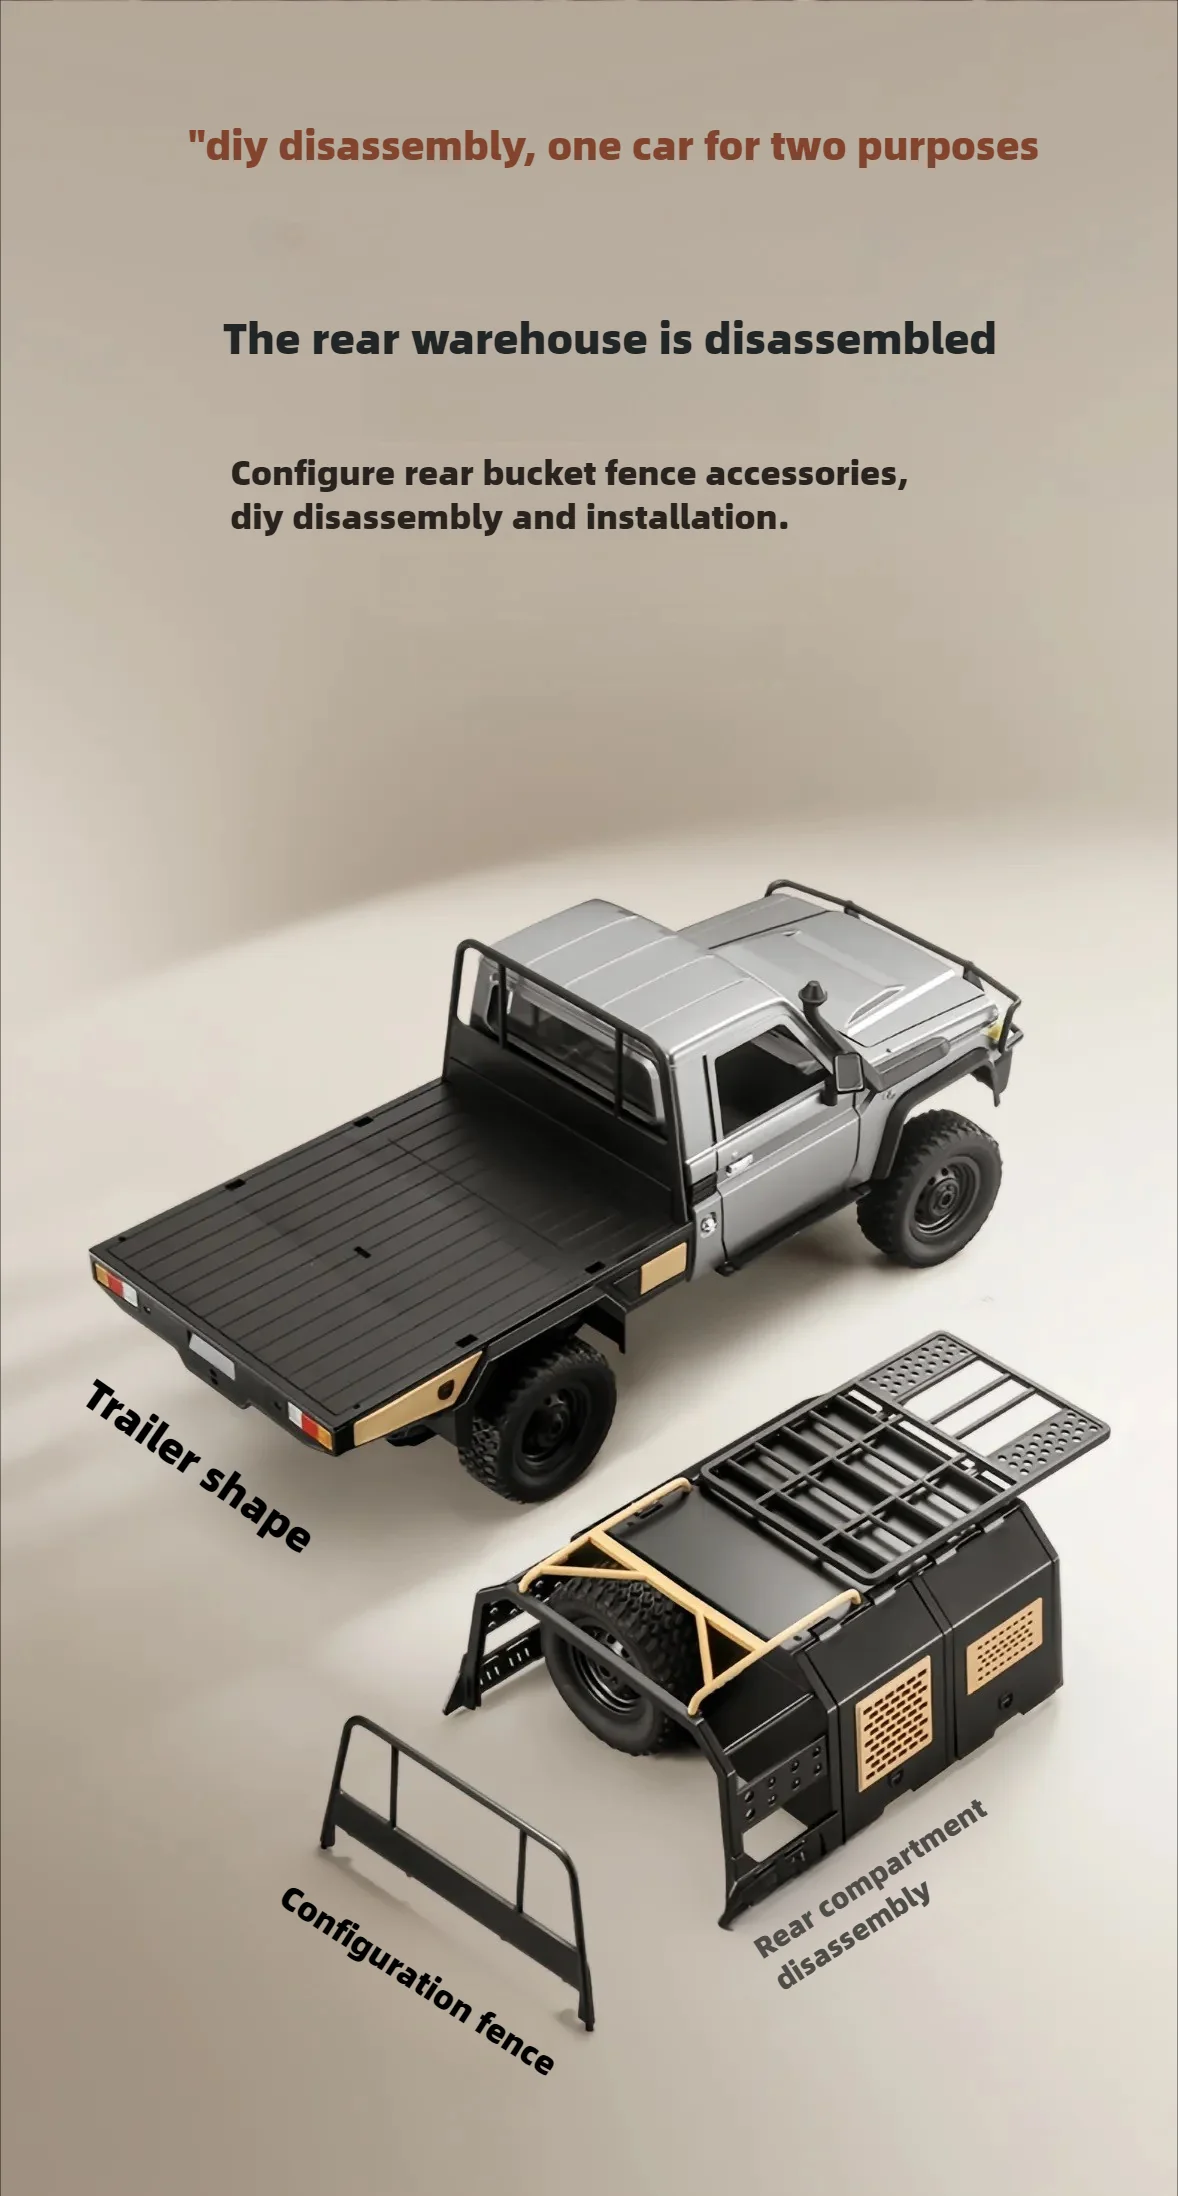 "diy disassembly, one car for two purposes
The rear warehouse is disassembled
Configure rear bucket fence accessories,
diy disassembly and installation.
Trailer shape
Rear compartment
disassembly
Configuration fence